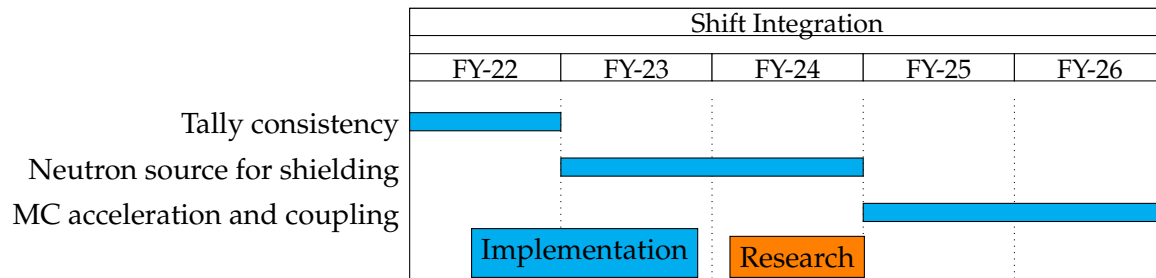 Shift Integration
FY-22 FY-23 FY-24 FY-25 FY-26
Tally consistency
Neutron source for shielding
MC acceleration and coupling
Implementation Research